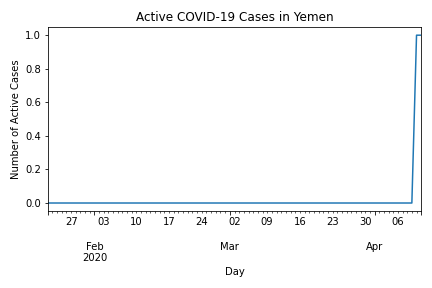 Active COVID-19 Cases in Yemen
Number of Active Cases
1.0
0.8
0.6
0.4
0.2
0.0
27 03 10 17 24 02 09 16 23 30 06
Feb Mar Apr
2020
Day